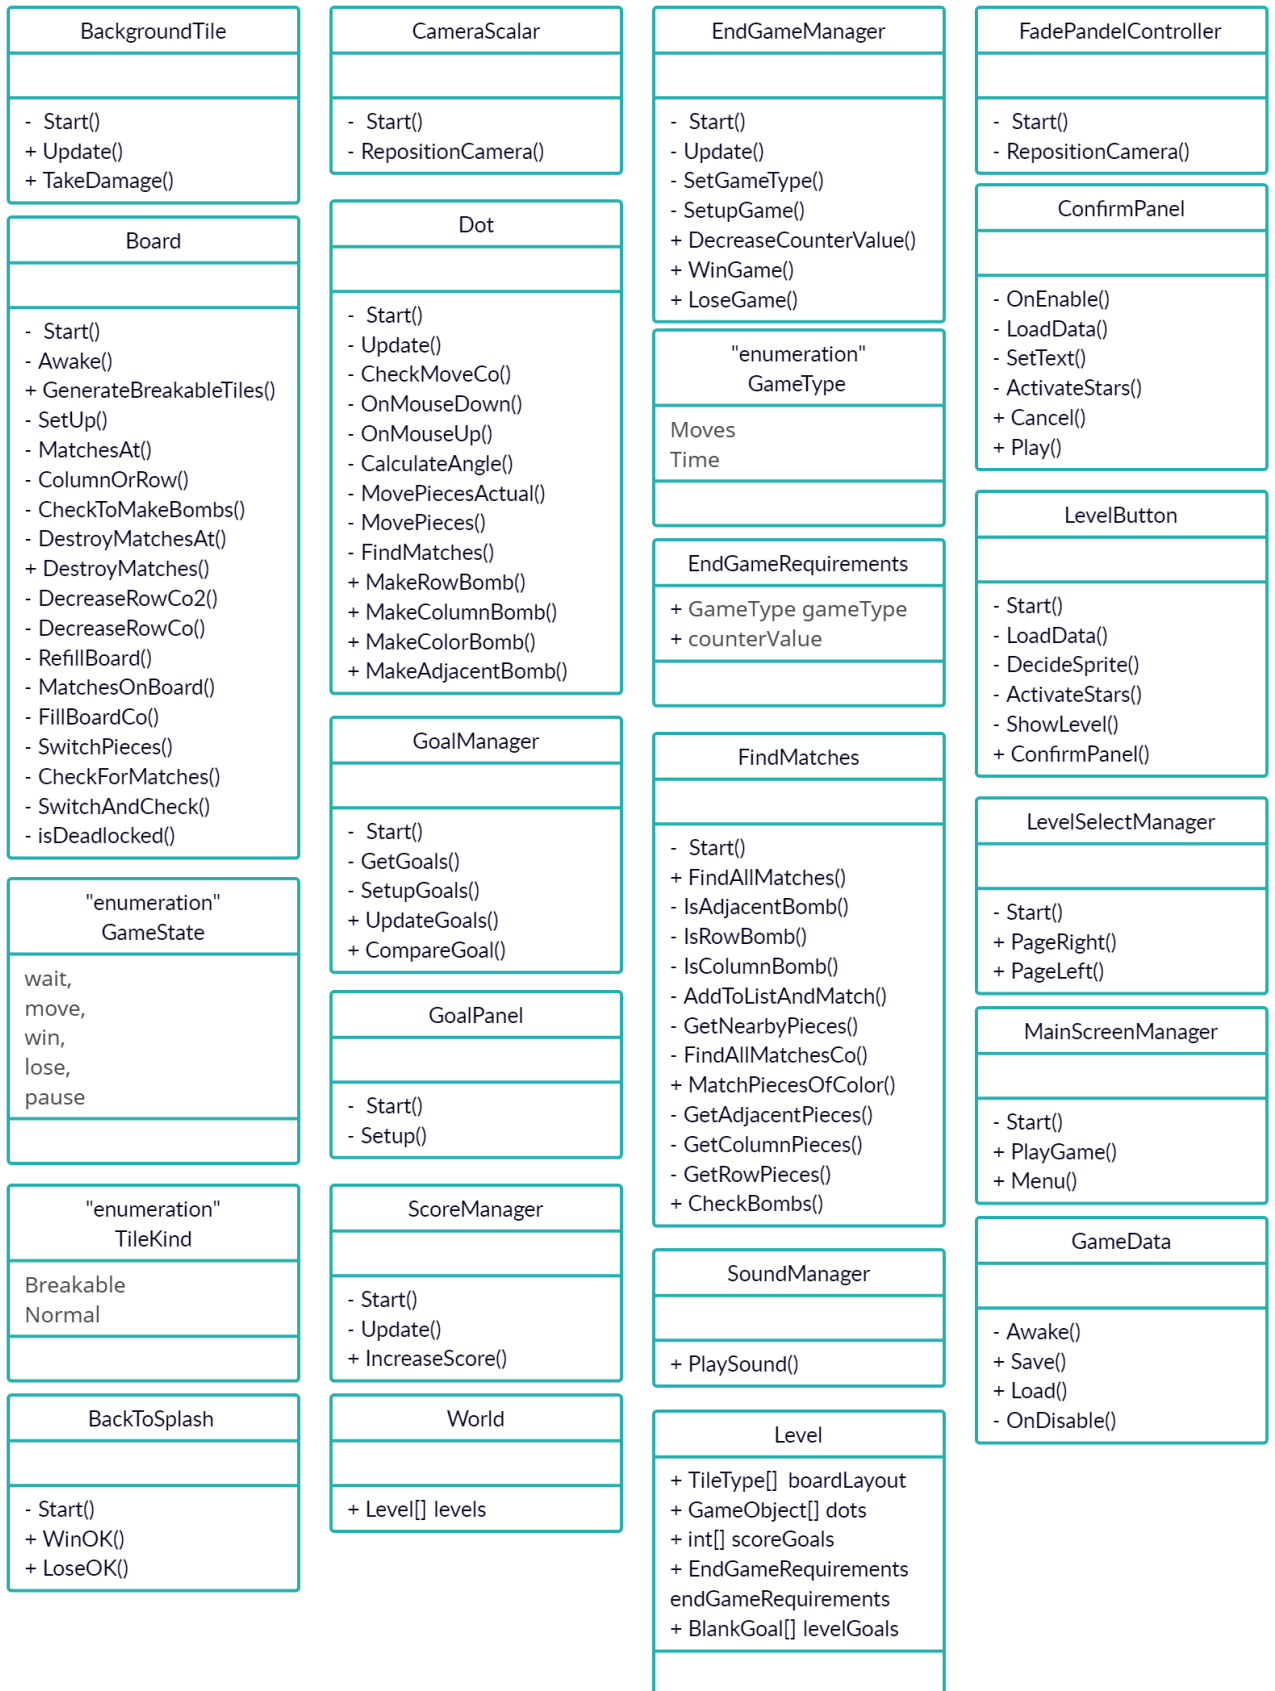 BackgroundTile
- Start()
+ Update()
+ TakeDamage()
Board
- Start()
- Awake()
+ GenerateBreakableTiles()
- SetUp()
- MatchesAt()
- ColumnOrRow()
- CheckToMakeBombs()
- DestroyMatchesAt()
+ DestroyMatches()
- DecreaseRowCo2()
- DecreaseRowCo()
- RefillBoard()
- MatchesOnBoard()
- FillBoardCo()
- SwitchPieces()
- CheckForMatches()
- SwitchAndCheck()
- isDeadlocked()
"enumeration"
GameState
wait,
move,
win,
lose,
pause
"enumeration"
TileKind
Breakable
Normal
BackToSplash
- Start()
+ WinOK()
+ LoseOK()
CameraScalar
- Start()
- RepositionCamera()
Dot
- Start()
- Update()
- CheckMoveCo()
- OnMouseDown()
- OnMouseUp()
- CalculateAngle()
- MovePiecesActual()
- MovePieces()
- FindMatches()
+ MakeRowBomb()
+ MakeColumnBomb()
+ MakeColorBomb()
+ MakeAdjacentBomb()
GoalManager
- Start()
- GetGoals()
- SetupGoals()
+ UpdateGoals()
+ CompareGoal()
GoalPanel
- Start()
- Setup()
ScoreManager
- Start()
- Update()
+ IncreaseScore()
World
+ Level[] levels
EndGameManager
- Start()
- Update()
- SetGameType()
- SetupGame()
+ DecreaseCounterValue()
+ WinGame()
+ LoseGame()
"enumeration"
GameType
Moves
Time
EndGameRequirements
+ GameType gameType
+ counterValue
FindMatches
- Start()
+ FindAllMatches()
- IsAdjacentBomb()
- IsRowBomb()
- IsColumnBomb()
- AddToListAndMatch()
- GetNearbyPieces()
- FindAllMatchesCo()
+ MatchPiecesOfColor()
- GetAdjacentPieces()
- GetColumnPieces()
- GetRowPieces()
+ CheckBombs()
SoundManager
+ PlaySound()
Level
+ TileType[] boardLayout
+ GameObject[] dots
+ int[] scoreGoals
+ EndGameRequirements
endGameRequirements
+ BlankGoal[] levelGoals
FadePandelController
- Start()
- RepositionCamera()
ConfirmPanel
- OnEnable()
- LoadData()
- SetText()
- ActivateStars()
+ Cancel()
+ Play()
LevelButton
- Start()
- LoadData()
- DecideSprite()
- ActivateStars()
- ShowLevel()
+ ConfirmPanel()
LevelSelectManager
- Start()
+ PageRight()
+ PageLeft()
MainScreenManager
- Start()
+ PlayGame()
+ Menu()
GameData
- Awake()
+ Save()
+ Load()
- OnDisable()